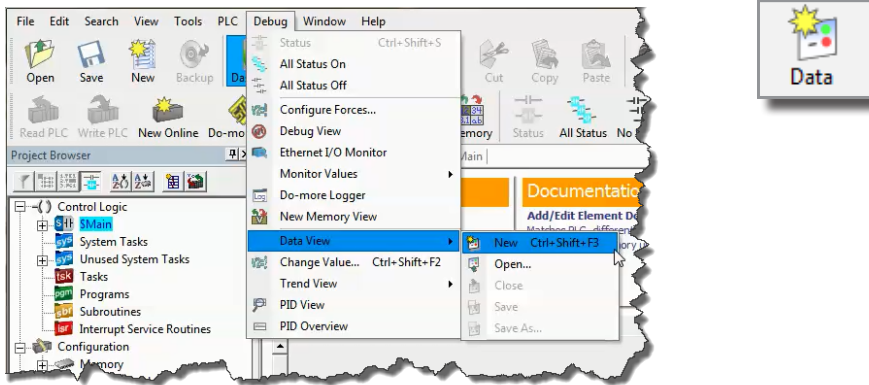 File Edit Search View Tools PLC Debug Window Help
Open Save New Backup
Cut Copy Paste
Read PLC Write PLC New Online Do-mo
Status All Status No
Project Browser
Control Logic
$Main
System Tasks
Unused System Tasks
Tasks
Programs
Subroutines
Interrupt Service Routines
Configuration
Memory
Status Ctrl+Shift+S
All Status On
All Status Off
Configure Forces...
Debug View
Ethernet I/O Monitor
Monitor Values
Do-more Logger
New Memory View
Data View
Change Value... Ctrl+Shift+F2
Trend View
PID View
PID Overview
New Ctrl+Shift+F3
Open...
Close
Save
Save As...
emory
Main
Documentatio
Add/Edit Element De
Data